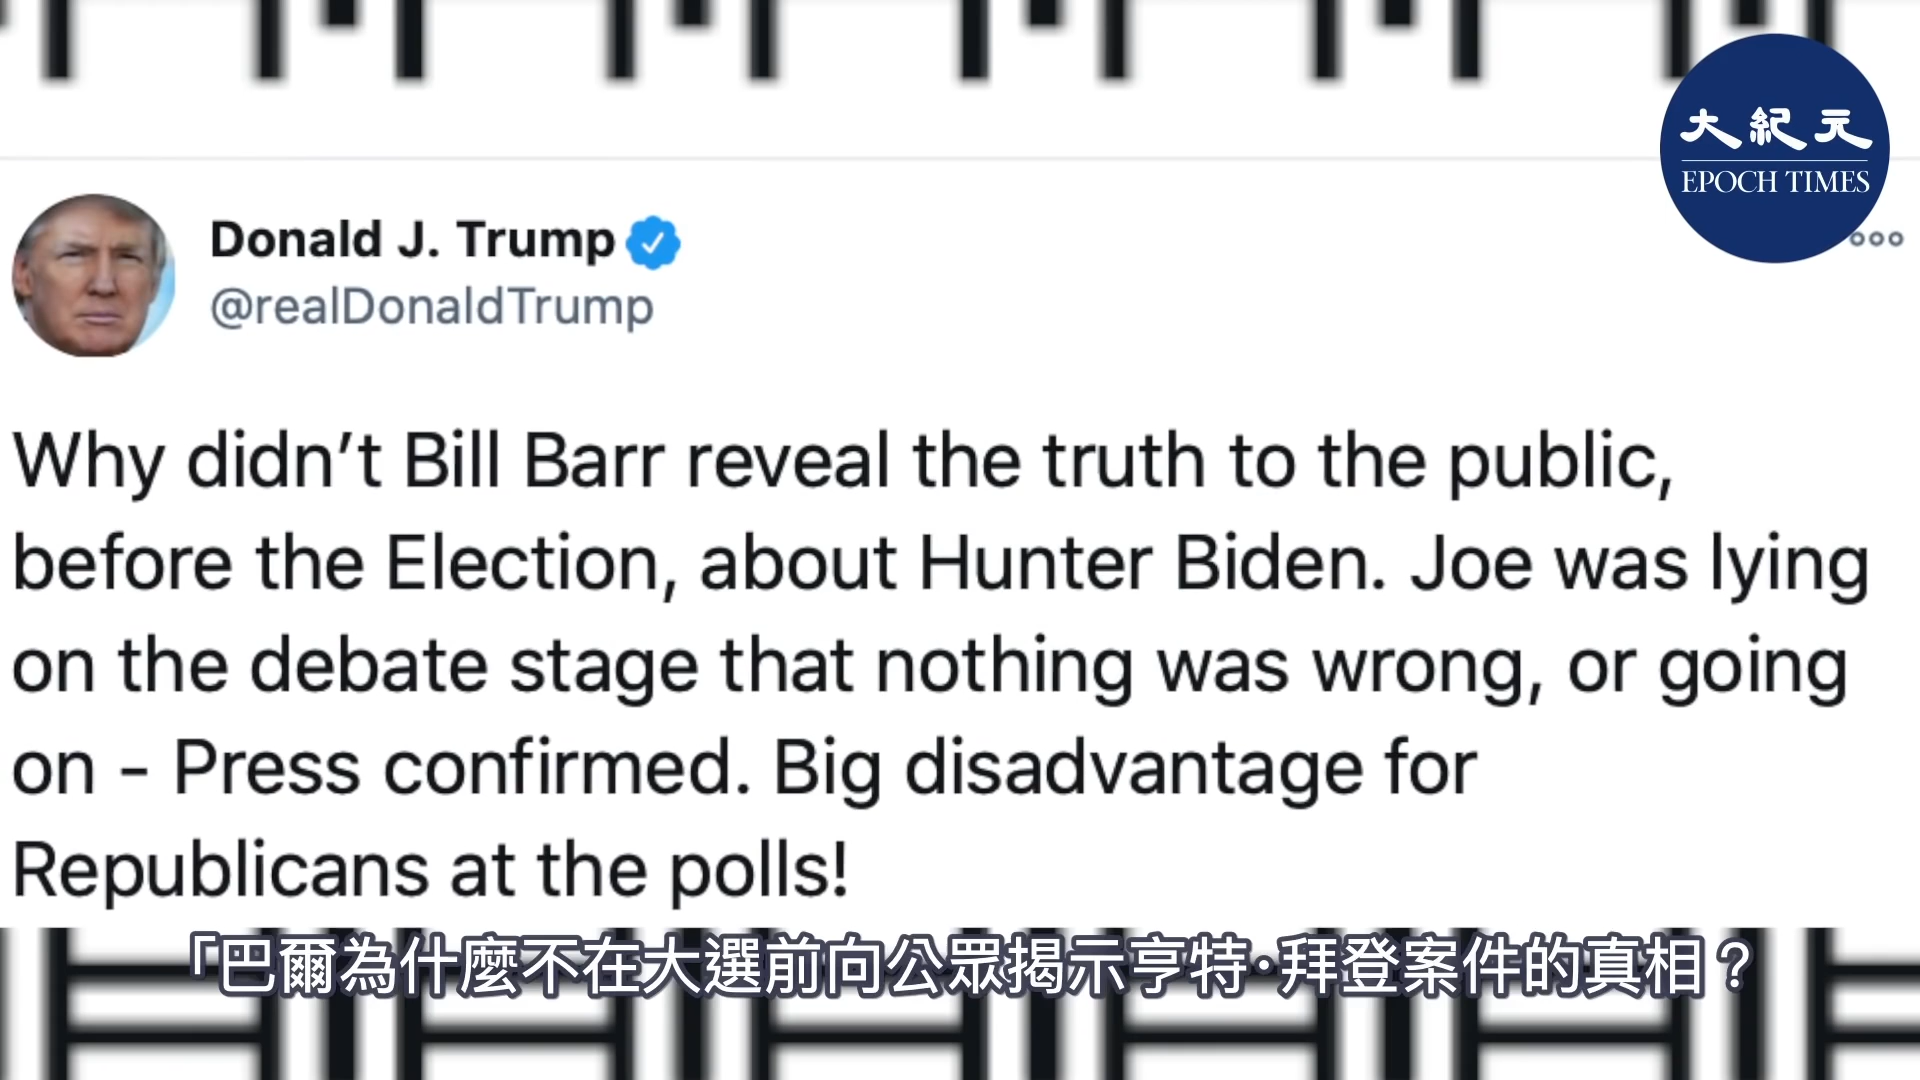 大紀元
EPOCH TIMES
Donald J. Trump
@realDonaldTrump
Why didn’t Bill Barr reveal the truth to the public,
before the Election, about Hunter Biden. Joe was lying
on the debate stage that nothing was wrong, or going
on - Press confirmed. Big disadvantage for
Republicans at the polls!
「巴爾為什麼不在大選前向公眾揭示亨特·拜登案件的真相？